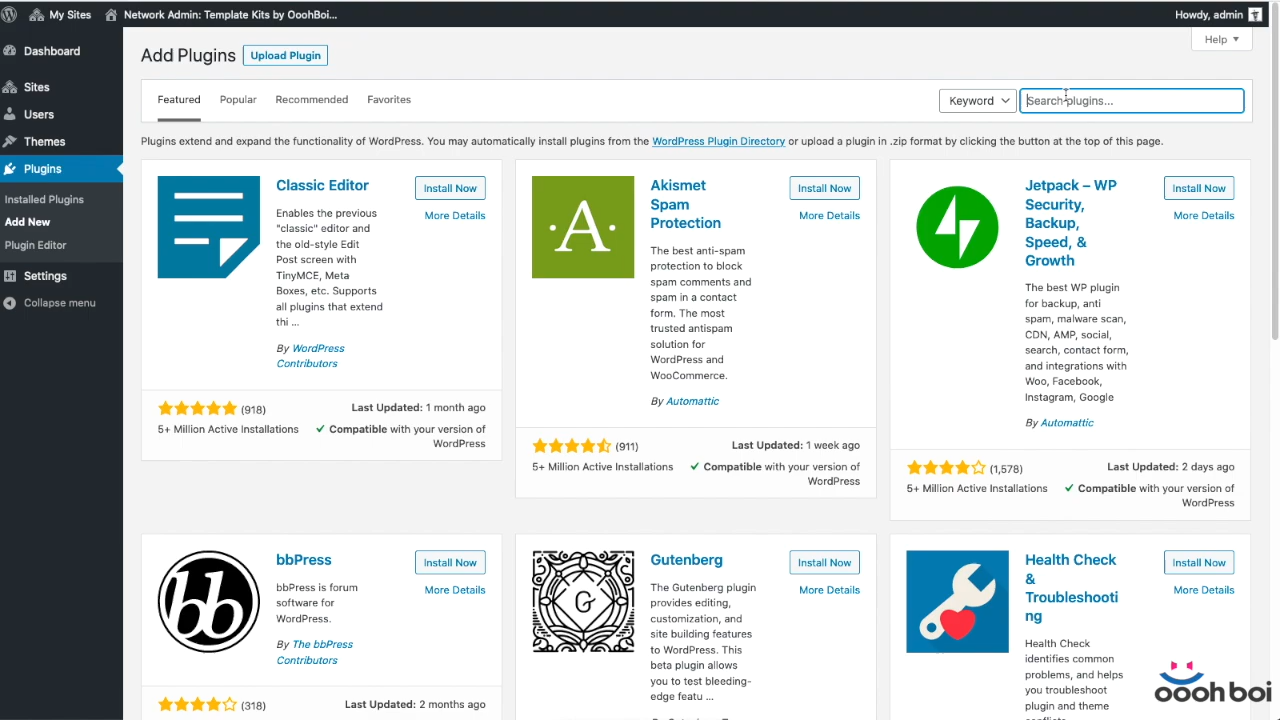 My Sites
Network Admin: Template Kits by OoohBoi...
Howdy, admin
Dashboard
Sites
Users
Themes
Plugins
Installed Plugins
Add New
Plugin Editor
Settings
Collapse menu
Help
Add Plugins
Upload Plugin
Featured
Popular
Recommended
Favorites
Keyword
Search plugins...
Plugins extend and expand the functionality of WordPress. You may automatically install plugins from the WordPress Plugin Directory or upload a plugin in .zip format by clicking the button at the top of this page.
Classic Editor
Install Now
More Details
Enables the previous
"classic" editor and
the old-style Edit
Post screen with
TinyMCE, Meta
Boxes, etc. Supports
all plugins that extend
thi ...
By WordPress
Contributors
(918)
Last Updated: 1 month ago
5+ Million Active Installations
Compatible with your version of
WordPress
A
Akismet
Spam
Protection
Install Now
More Details
The best anti-spam
protection to block
spam comments and
spam in a contact
form. The most
trusted antispam
solution for
WordPress and
WooCommerce.
By Automattic
(911)
Last Updated: 1 week ago
5+ Million Active Installations
Compatible with your version of
WordPress
Jetpack – WP
Security,
Backup,
Speed, &
Growth
Install Now
More Details
The best WP plugin
for backup, anti
spam, malware scan,
CDN, AMP, social,
search, contact form,
and integrations with
Woo, Facebook,
Instagram, Google
By Automattic
(1,578)
Last Updated: 2 days ago
5+ Million Active Installations
Compatible with your version of
WordPress
bb
bbPress
Install Now
More Details
bbPress is forum
software for
WordPress.
By The bbPress
Contributors
(318)
Last Updated: 2 months ago
G
Gutenberg
Install Now
More Details
The Gutenberg plugin
provides editing,
customization, and
site building features
to WordPress. This
beta plugin allows
you to test bleeding-
edge featu ...
Health Check
&
Troubleshooti
ng
Install Now
More Details
Health Check
identifies common
problems, and helps
you troubleshoot
plugin and theme
oooh boi